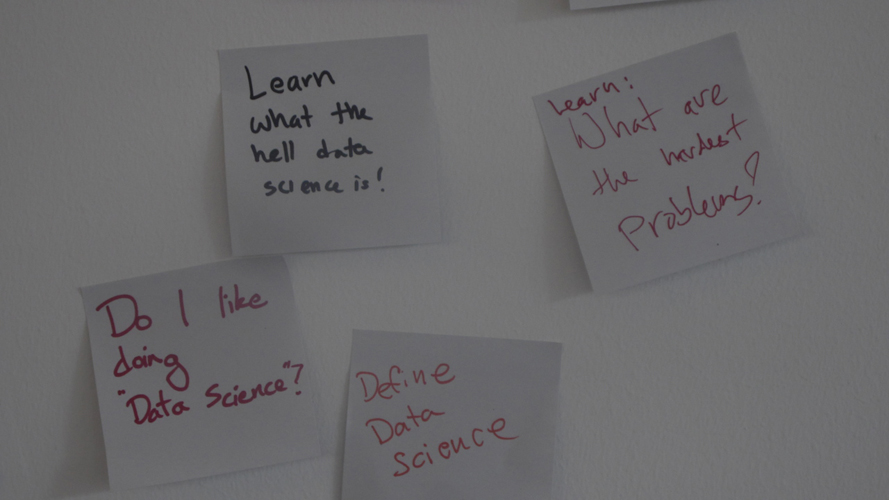 Learn
what the
hell data
science is!
Learn:
What are
the hardest
Problems?
Do I like
doing
"Data Science"?
Define
Data
Science